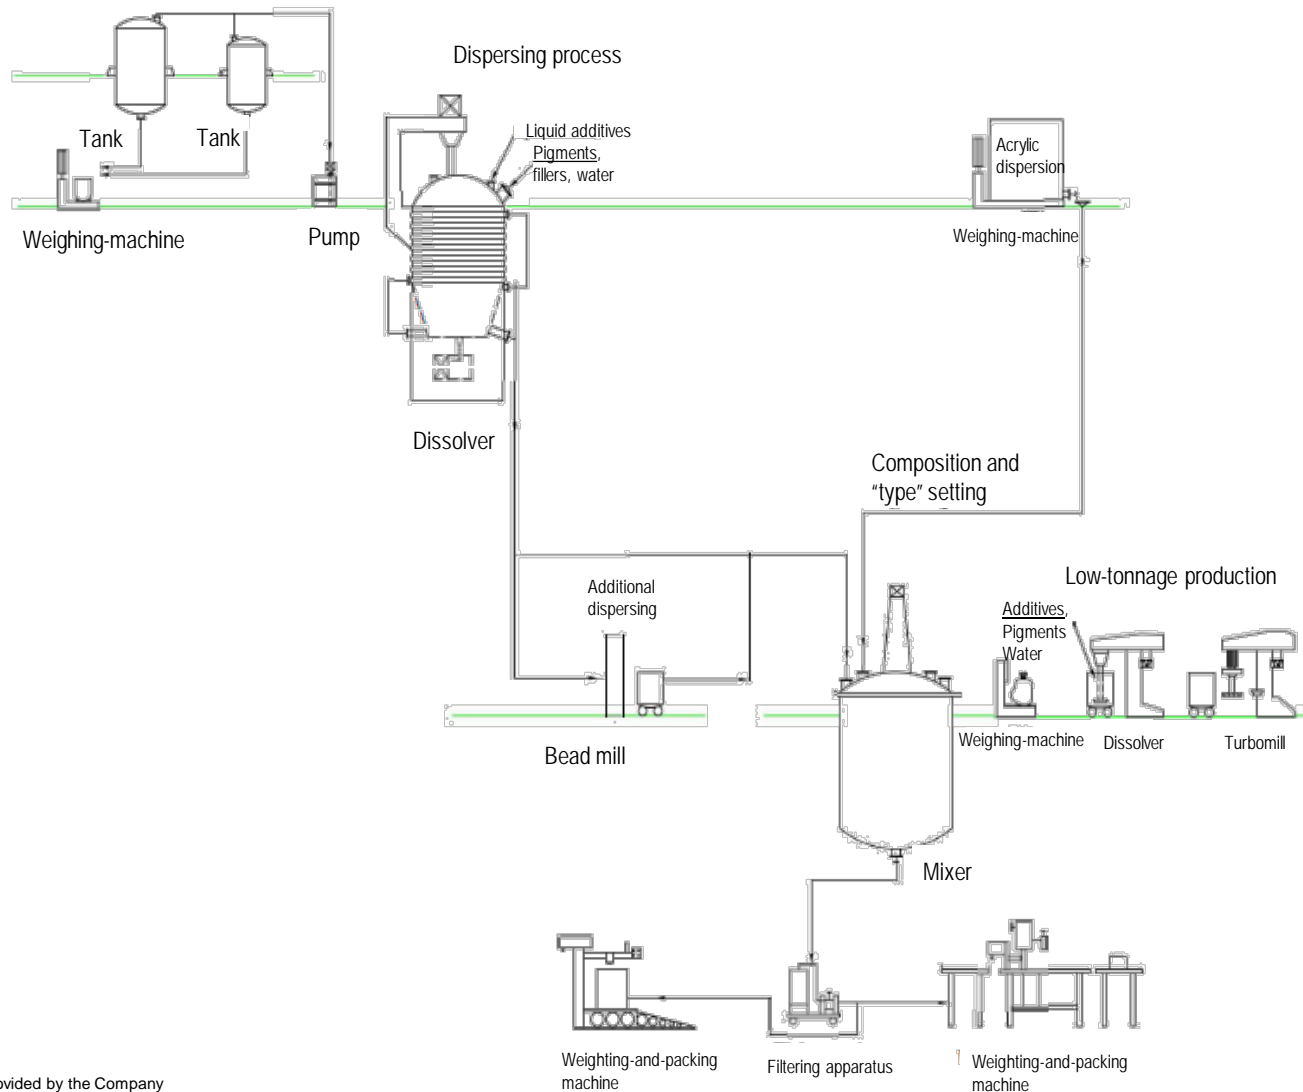 Dispersing process
Tank
Tank
Liquid additives
Pigments,
fillers, water
Acrylic
dispersion
Weighing-machine
Pump
Weighing-machine
Dissolver
Composition and
“type” setting
Low-tonnage production
Additional
dispersing
Additives,
Pigments
Water
Bead mill
Weighing-machine
Dissolver
Turbomill
Mixer
Weighting-and-packing
machine
Filtering apparatus
Weighting-and-packing
machine
by the Company